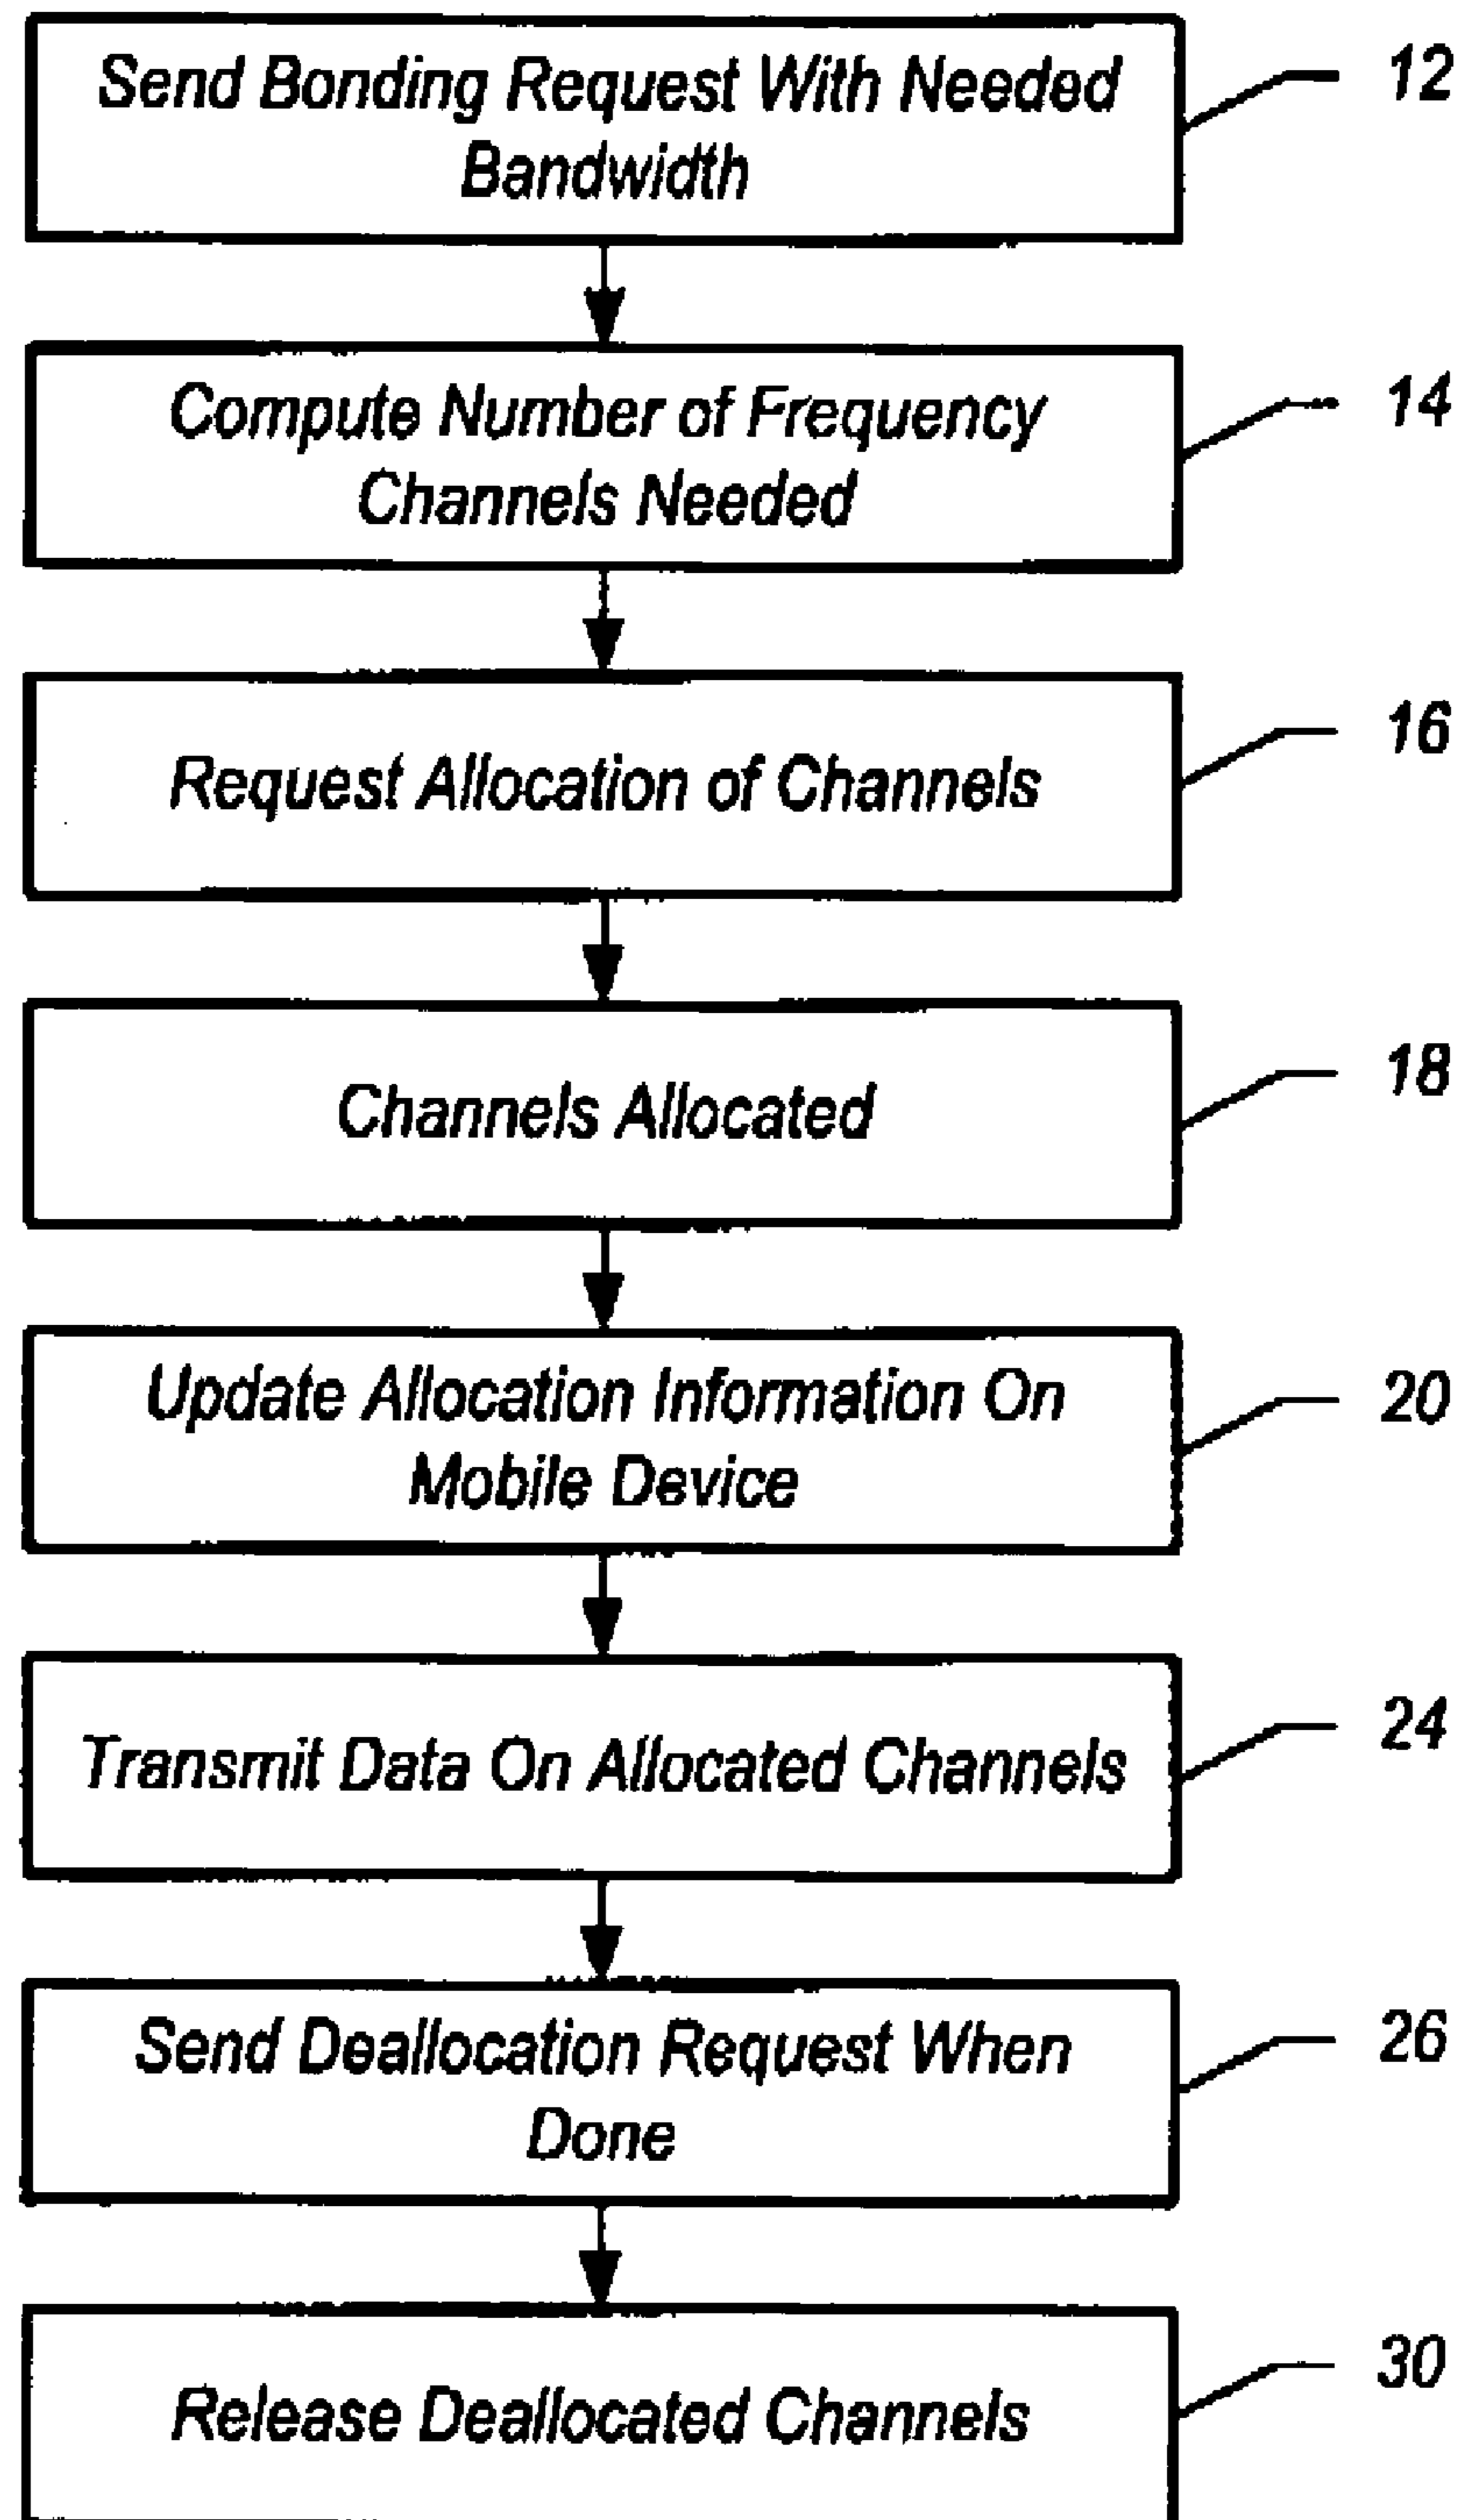 Send Bonding Request With Needed
Bandwidth
12
Compute Number of Frequency
Channels Needed
14
Request Allocation of Channels
16
Channels Allocated
18
Update Allocation Information On
Mobile Device
20
Transmit Data On Allocated Channels
24
Send Deallocation Request When
Done
26
Release Deallocated Channels
30